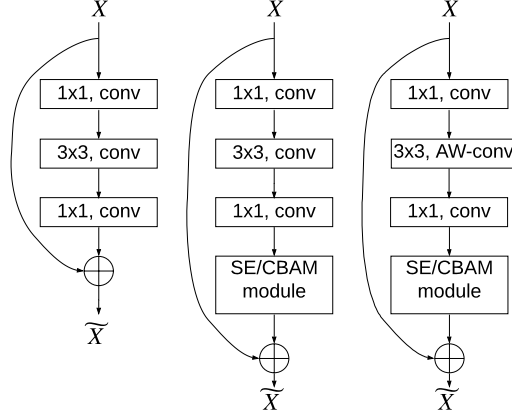 X
1x1, conv
3x3, conv
1x1, conv
X̃
X
1x1, conv
3x3, conv
1x1, conv
SE/CBAM
module
X̃
X
1x1, conv
3x3, AW-conv
1x1, conv
SE/CBAM
module
X̃